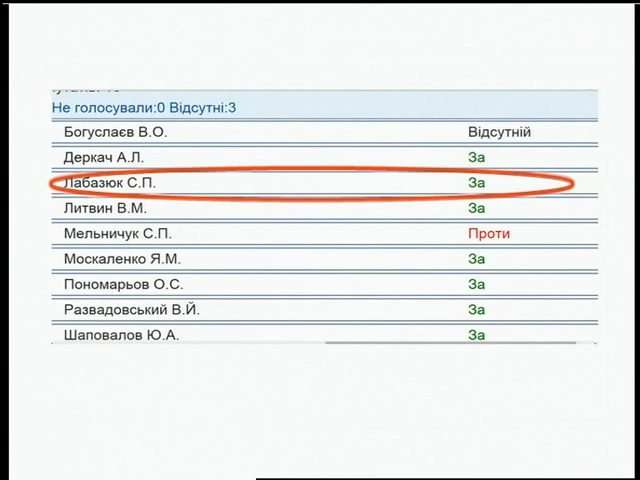 Не голосували:0 Відсутні:3
Богуслаєв В.О. Відсутній
Деркач А.Л. За
Лабазюк С.П. За
Литвин В.М. За
Мельничук С.П. Проти
Москаленко Я.М. За
Пономарьов О.С. За
Развадовський В.Й. За
Шаповалов Ю.А. За